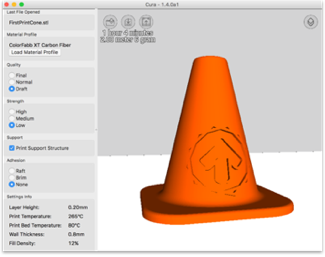 Cura - 1.4.0a1
Last File Opened
FirstPrintCone.stl
Material Profile
ColorFabb XT Carbon Fiber
Load Material Profile
Quality
Final
Normal
Draft
Strength
High
Medium
Low
Support
Print Support Structure
Adhesion
Raft
Brim
None
Settings Info
Layer Height: 0.20mm
Print Temperature: 265°C
Print Bed Temperature: 80°C
Wall Thickness: 0.8mm
Fill Density: 12%
1 hour 4 minutes
meter 6 gram